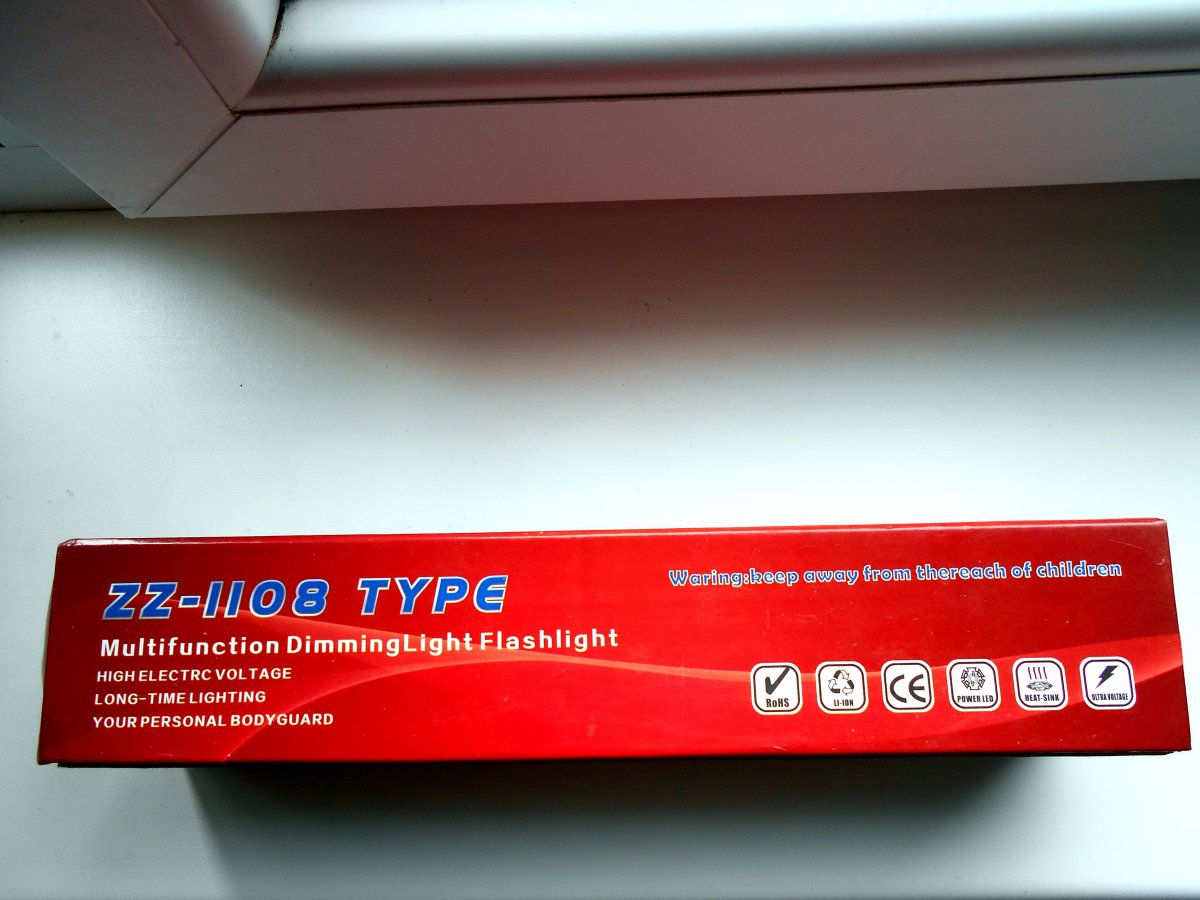 ZZ-1108 TYPE
Waring:keep away from thereach of children
Multifunction DimmingLight Flashlight
HIGH ELECTRC VOLTAGE
LONG-TIME LIGHTING
YOUR PERSONAL BODYGUARD
RoHS
LI-ION
CE
POWER LED
HEAT-SINK
ULTRA VOLTAGE